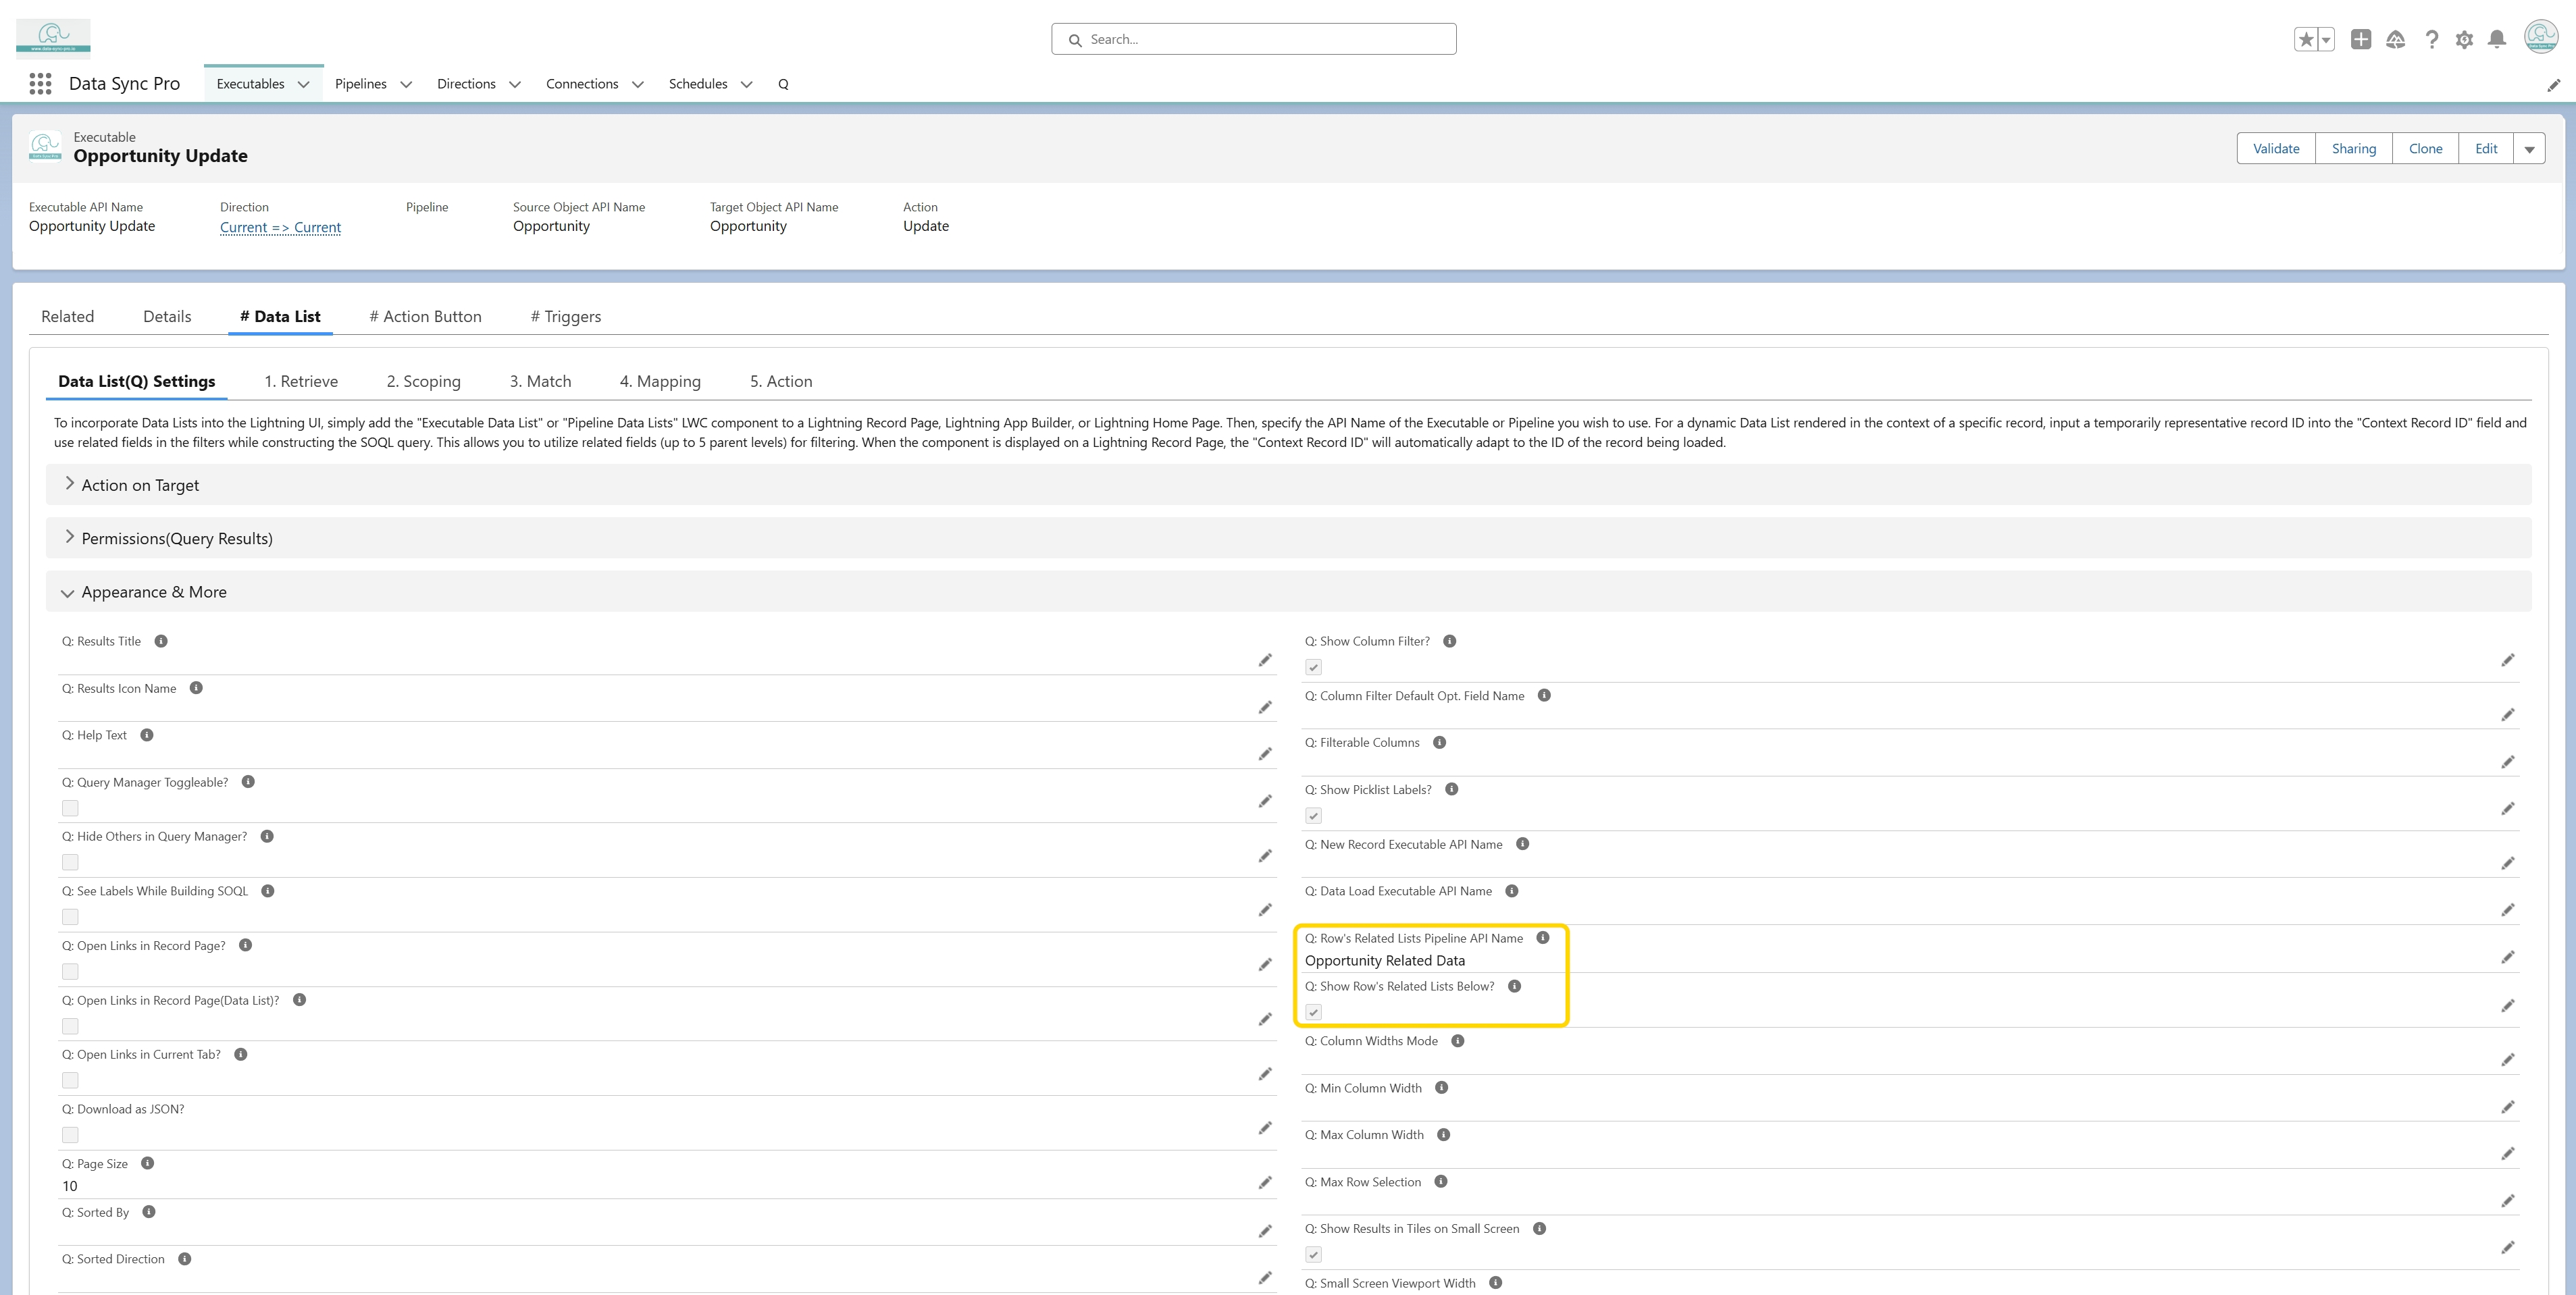 www.data-sync-pro.io
Search...
Data Sync Pro
Executables
Pipelines
Directions
Connections
Schedules
Q
Executable
Opportunity Update
Validate
Sharing
Clone
Edit
Executable API Name
Opportunity Update
Direction
Current => Current
Pipeline
Source Object API Name
Opportunity
Target Object API Name
Opportunity
Action
Update
Related
Details
# Data List
# Action Button
# Triggers
Data List(Q) Settings
1. Retrieve
2. Scoping
3. Match
4. Mapping
5. Action
To incorporate Data Lists into the Lightning UI, simply add the "Executable Data List" or "Pipeline Data Lists" LWC component to a Lightning Record Page, Lightning App Builder, or Lightning Home Page. Then, specify the API Name of the Executable or Pipeline you wish to use. For a dynamic Data List rendered in the context of a specific record, input a temporarily representative record ID into the "Context Record ID" field and
use related fields in the filters while constructing the SOQL query. This allows you to utilize related fields (up to 5 parent levels) for filtering. When the component is displayed on a Lightning Record Page, the "Context Record ID" will automatically adapt to the ID of the record being loaded.
Action on Target
Permissions(Query Results)
Appearance & More
Q: Results Title
Q: Results Icon Name
Q: Help Text
Q: Query Manager Toggleable?
Q: Hide Others in Query Manager?
Q: See Labels While Building SOQL
Q: Open Links in Record Page?
Q: Open Links in Record Page(Data List)?
Q: Open Links in Current Tab?
Q: Download as JSON?
Q: Page Size
10
Q: Sorted By
Q: Sorted Direction
Q: Show Column Filter?
Q: Column Filter Default Opt. Field Name
Q: Filterable Columns
Q: Show Picklist Labels?
Q: New Record Executable API Name
Q: Data Load Executable API Name
Q: Row's Related Lists Pipeline API Name
Opportunity Related Data
Q: Show Row's Related Lists Below?
Q: Column Widths Mode
Q: Min Column Width
Q: Max Column Width
Q: Max Row Selection
Q: Show Results in Tiles on Small Screen
Q: Small Screen Viewport Width